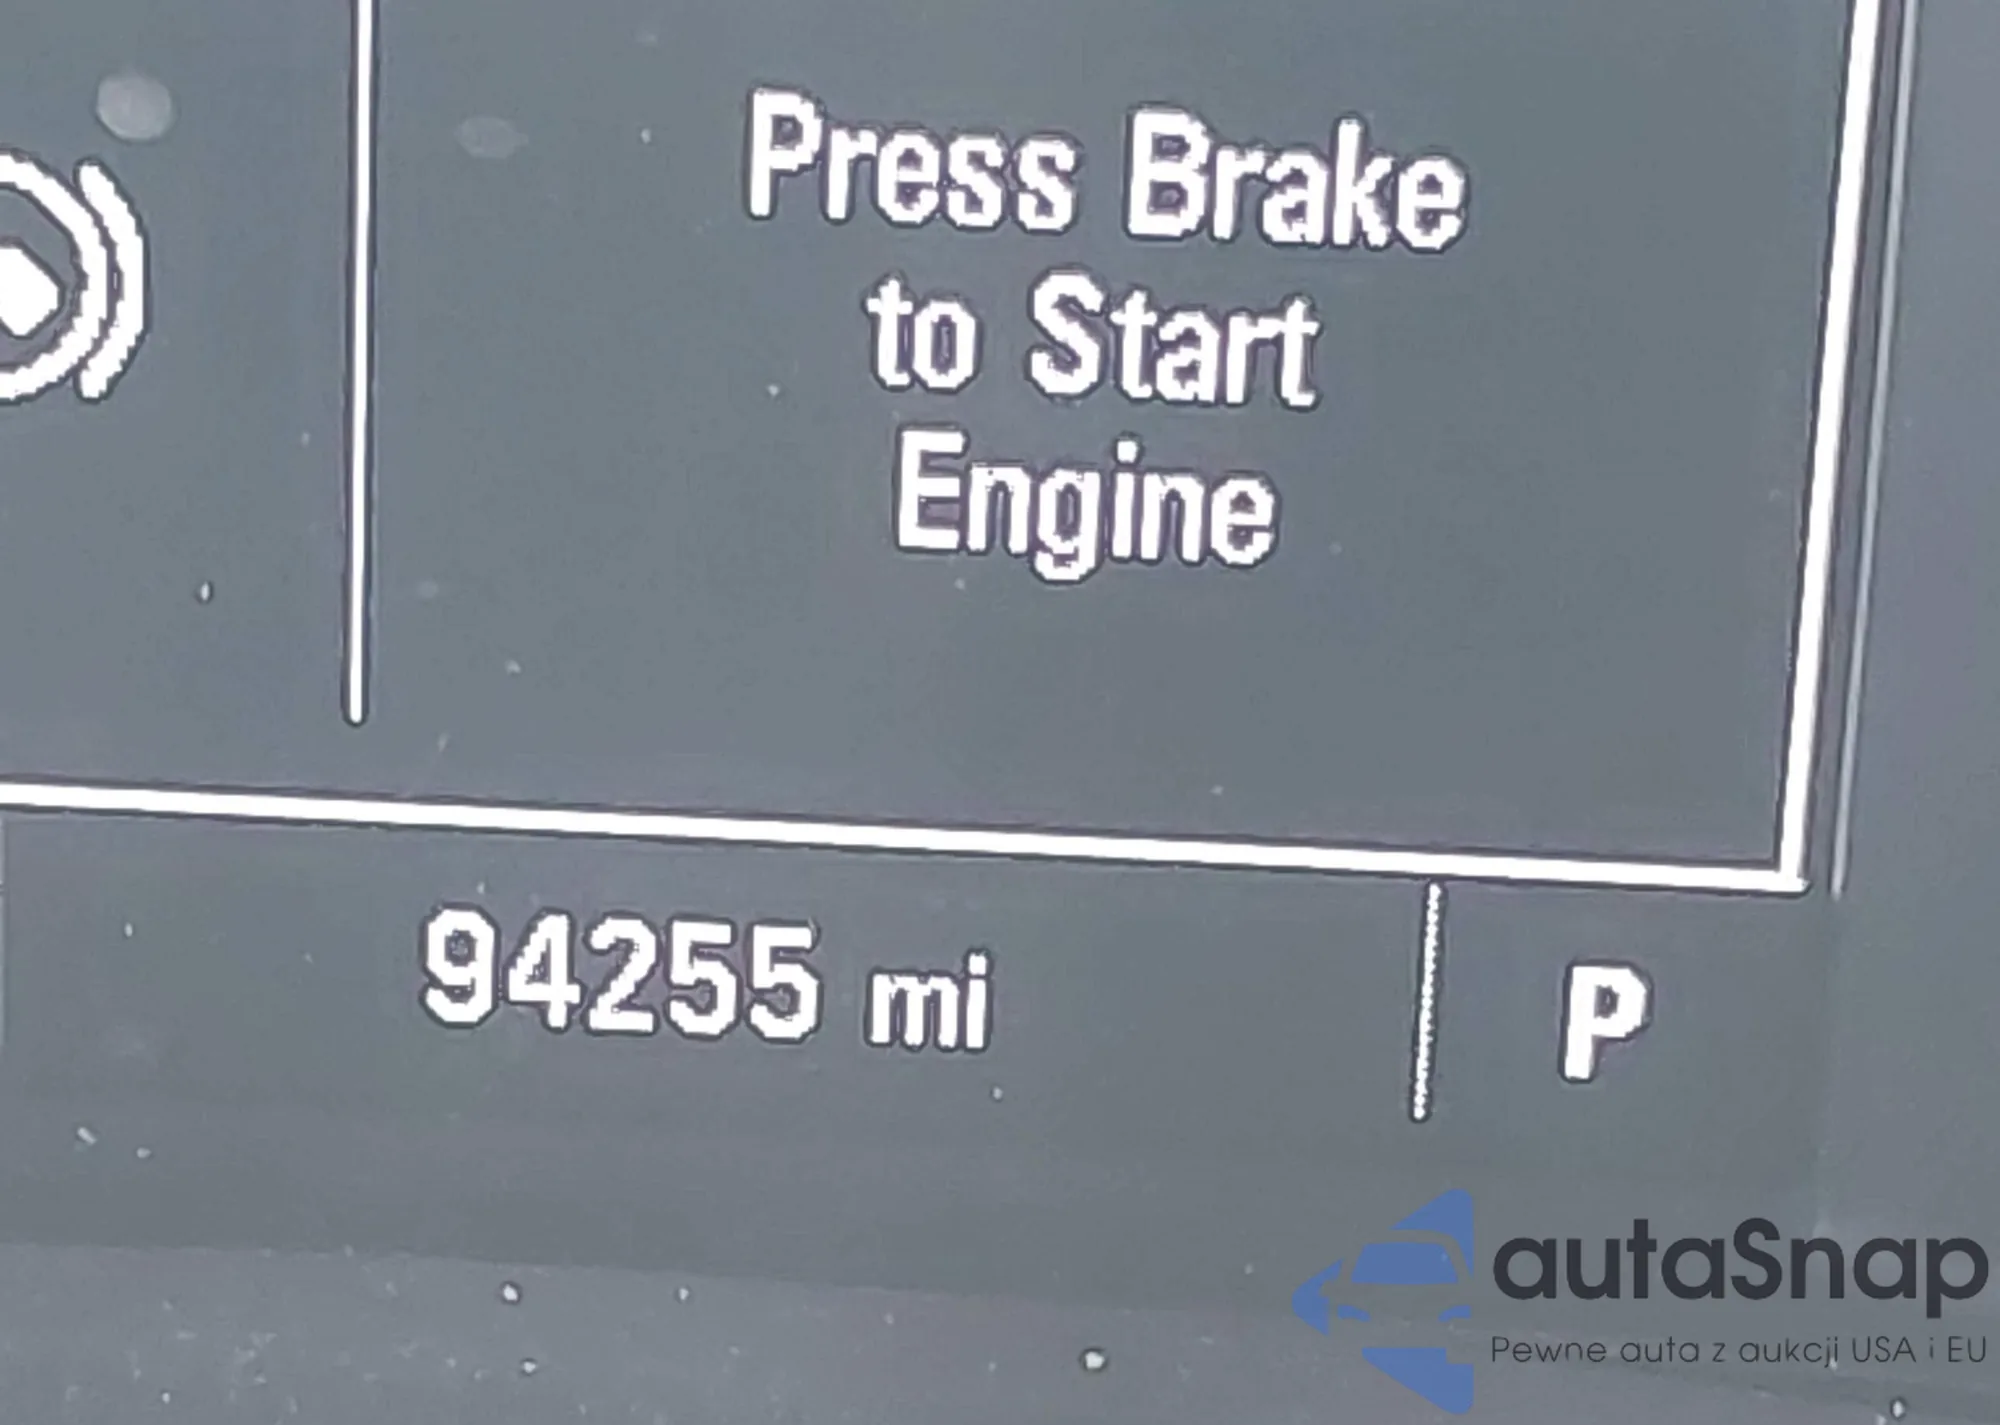 Press Brake
to Start
Engine
94255 mi
P
autaSnap
Pewne auta z aukcji USA i EU